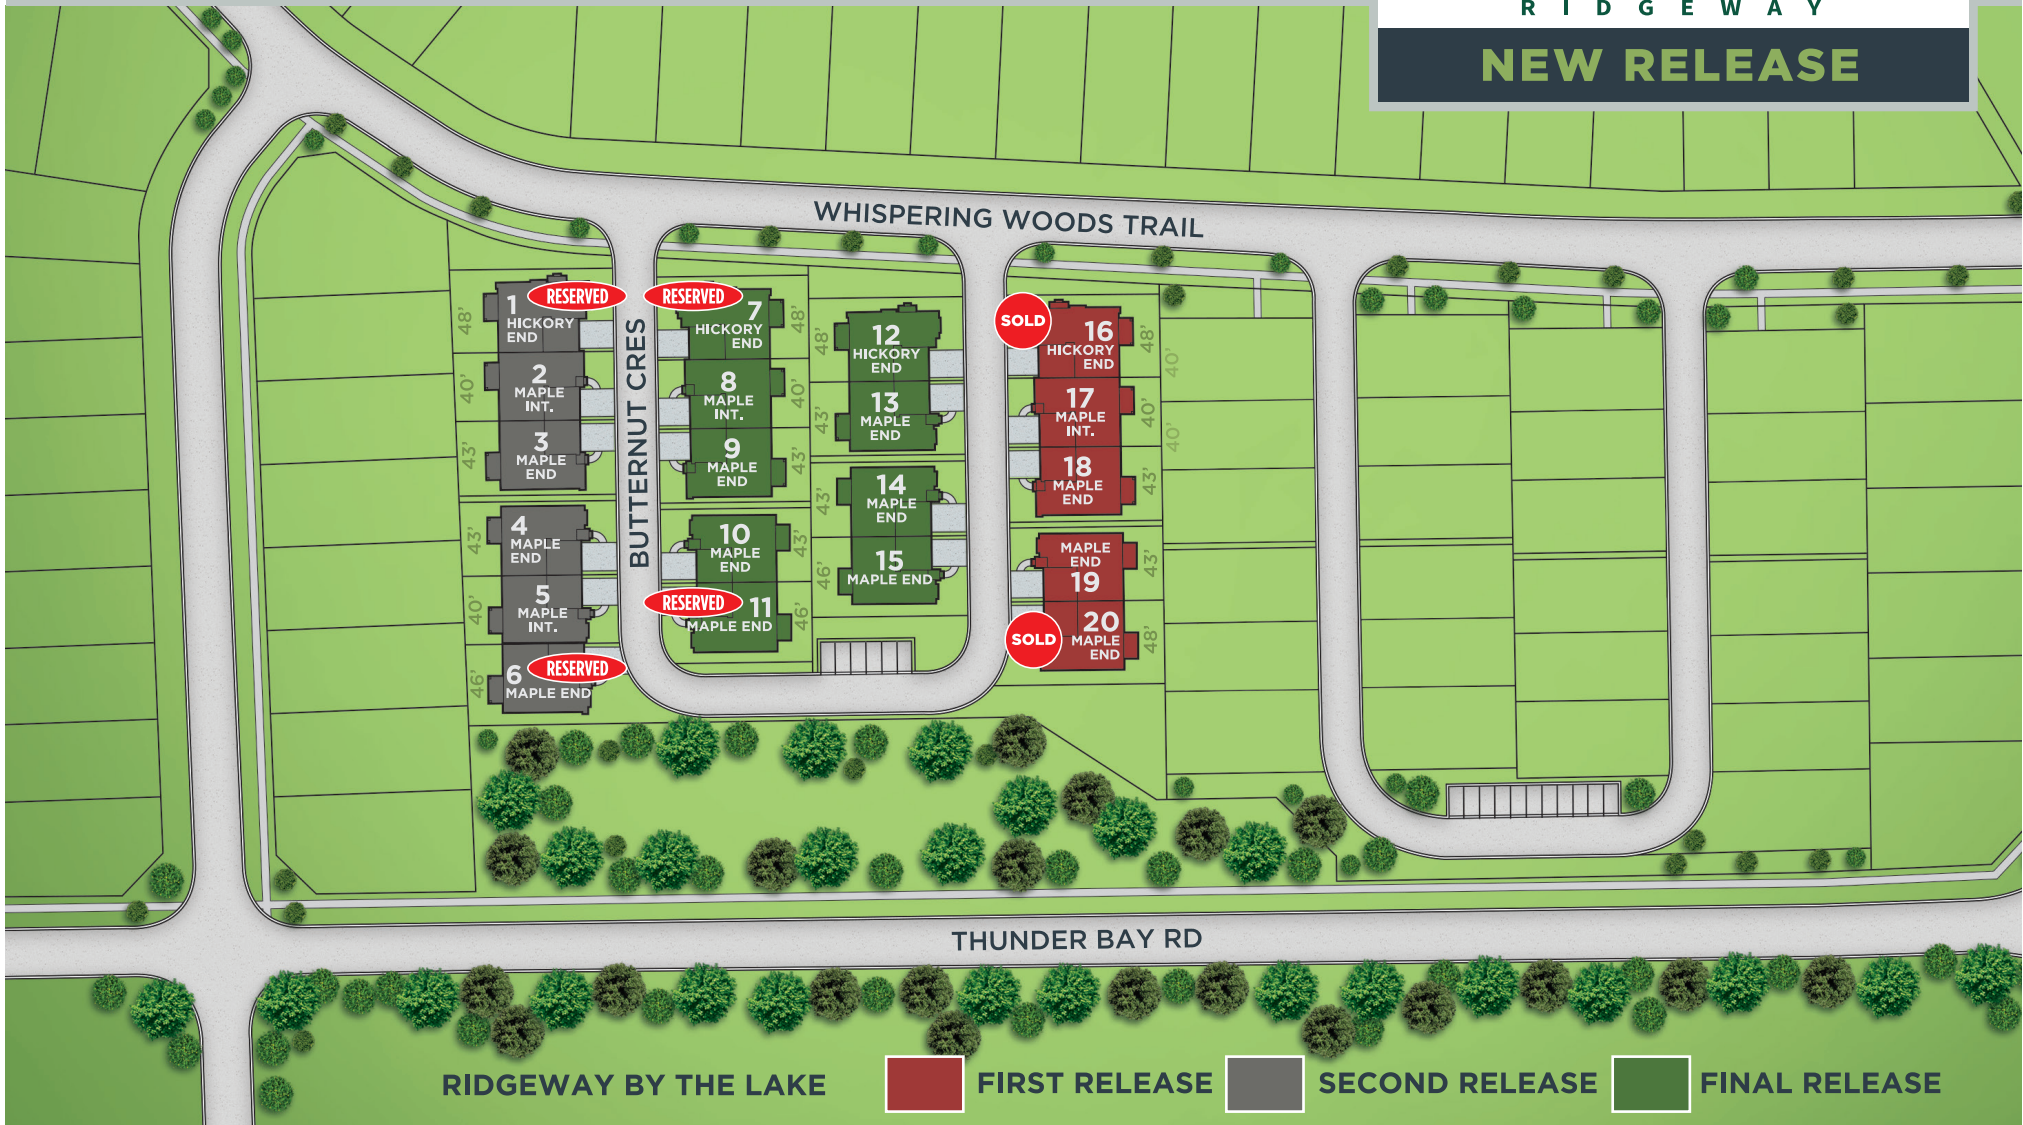 RIDGEWAY
NEW RELEASE
WHISPERING WOODS TRAIL
BUTTERNUT CRES
1
HICKORY
END
RESERVED
48'
2
MAPLE
INT.
40'
3
MAPLE
END
43'
4
MAPLE
END
43'
5
MAPLE
INT.
40'
6
MAPLE END
RESERVED
46'
RESERVED
7
HICKORY
END
48'
8
MAPLE
INT.
40'
9
MAPLE
END
43'
10
MAPLE
END
43'
RESERVED
11
MAPLE END
46'
12
HICKORY
END
48'
13
MAPLE
END
43'
14
MAPLE
END
43'
15
MAPLE END
46'
SOLD
16
HICKORY
END
48'
40'
17
MAPLE
INT.
40'
40'
18
MAPLE
END
43'
MAPLE
END
19
43'
SOLD
20
MAPLE
END
48'
THUNDER BAY RD
RIDGEWAY BY THE LAKE
FIRST RELEASE
SECOND RELEASE
FINAL RELEASE